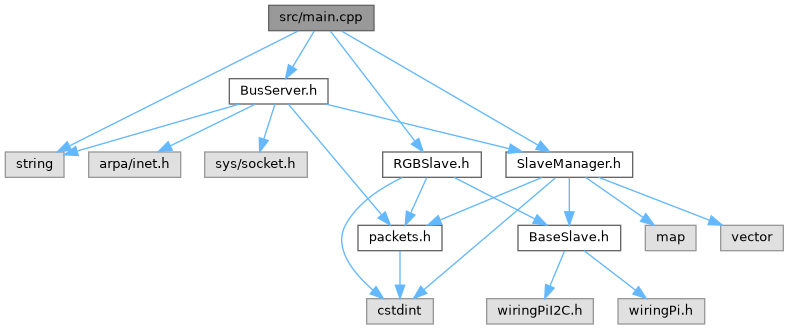 src/main.cpp
BusServer.h
string
arpa/inet.h
sys/socket.h
RGBSlave.h
SlaveManager.h
packets.h
BaseSlave.h
map
vector
cstdint
wiringPiI2C.h
wiringPi.h